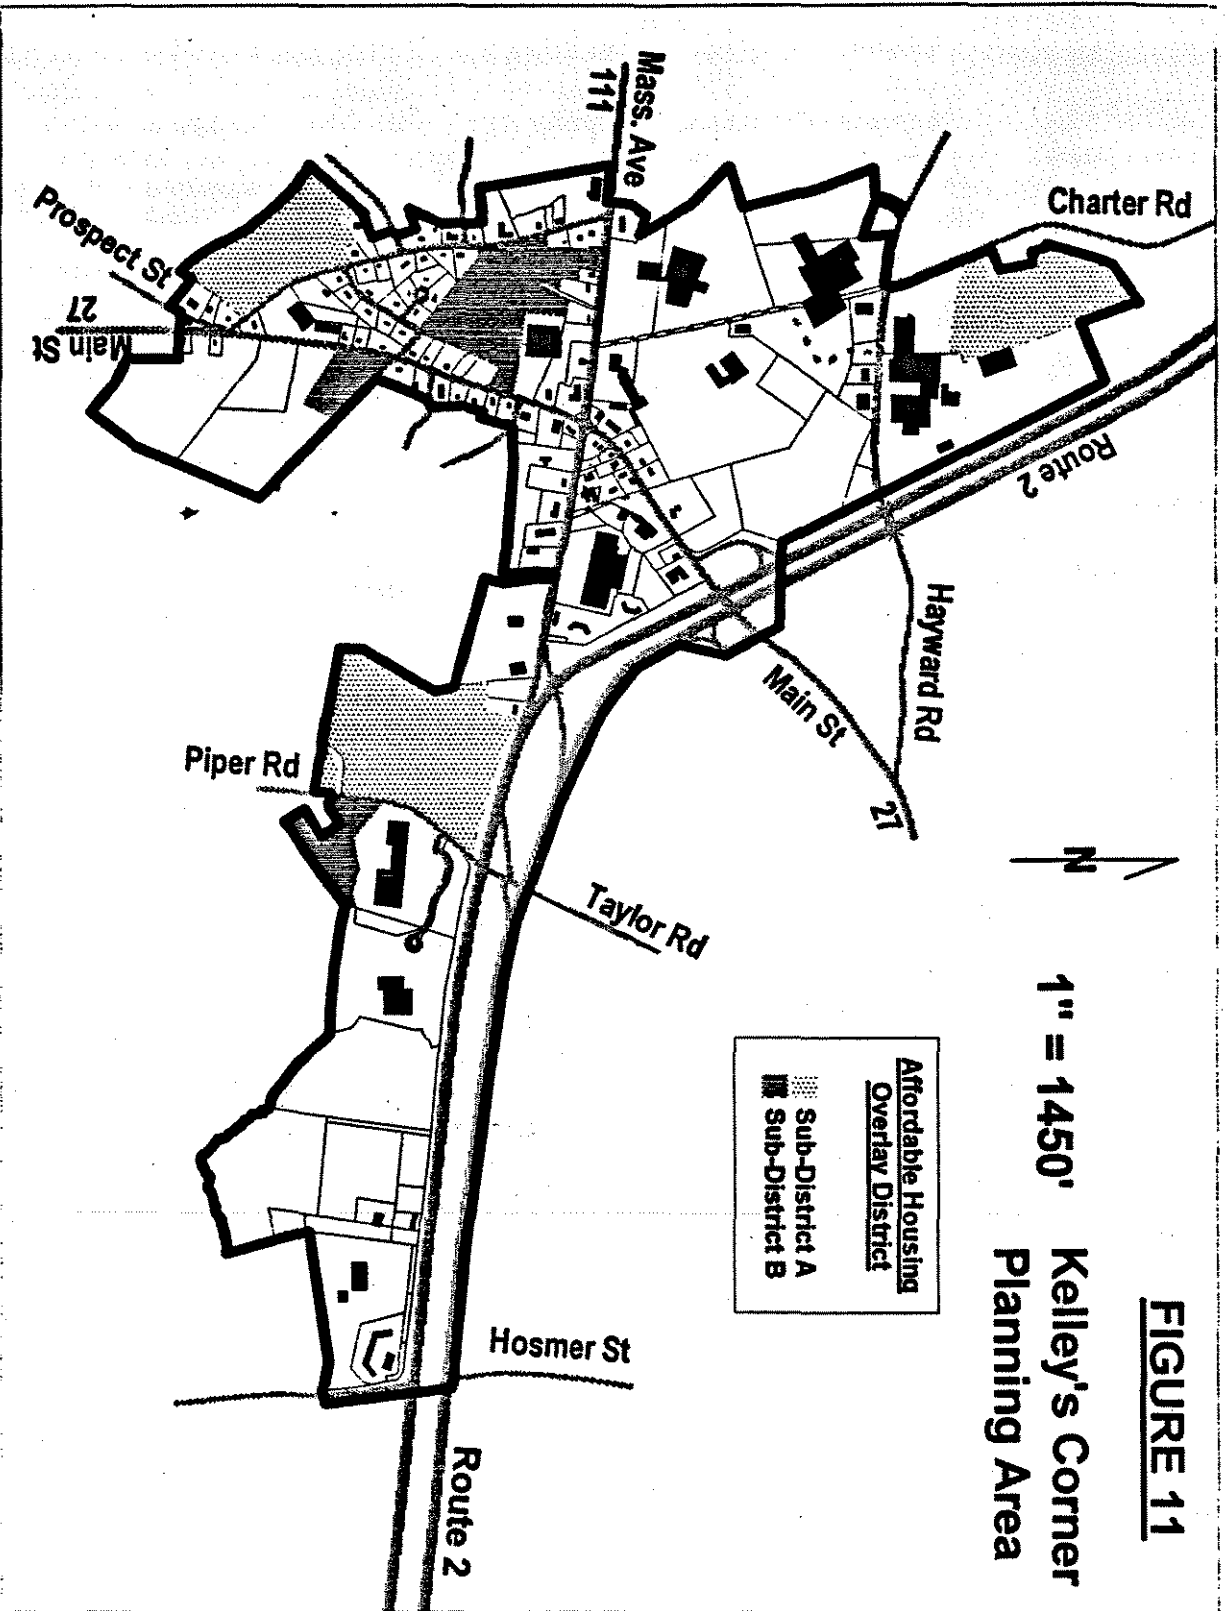 FIGURE 11
Kelley's Corner
Planning Area
1" = 1450'
N
Affordable Housing
Overlay District
Sub-District A
Sub-District B
Charter Rd
Route 2
Hayward Rd
Main St
27
Mass. Ave
111
Prospect St
27
Main St
Piper Rd
Taylor Rd
Hosmer St
Route 2